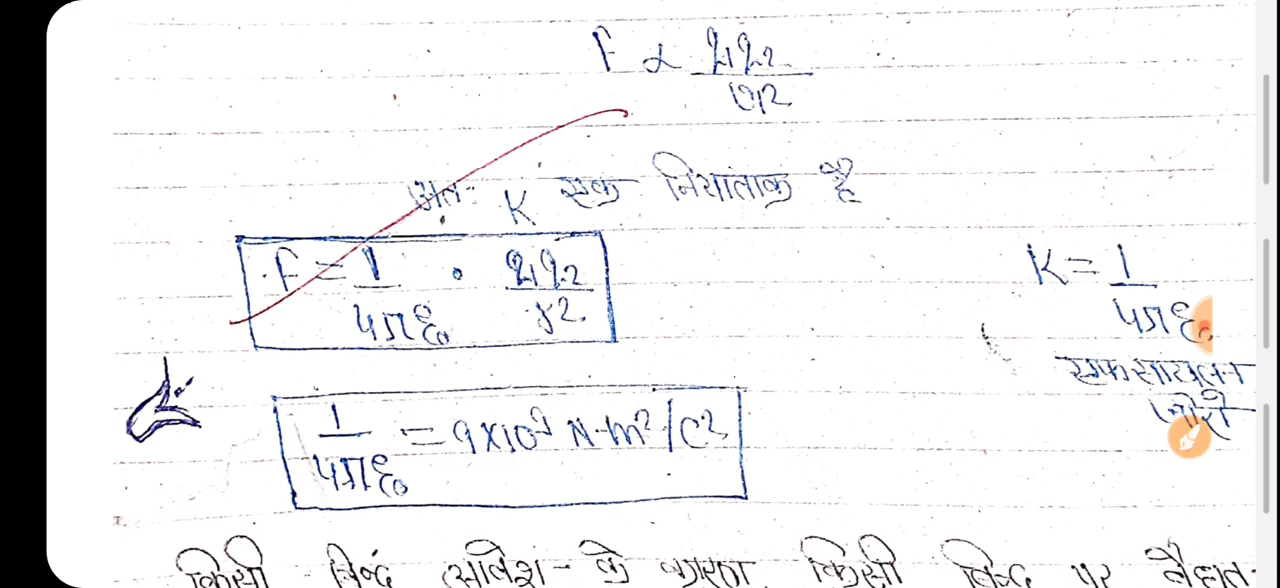 F ∝ q₁q₂/r²
अतः K एक नियतांक है
F = 1/4πε₀ · q₁q₂/r²
K = 1/4πε₀
1/4πε₀ = 9×10⁹ N-m²/C²
किसी बिन्दु आवेश के कारण किसी बिन्दु पर वैद्युत-